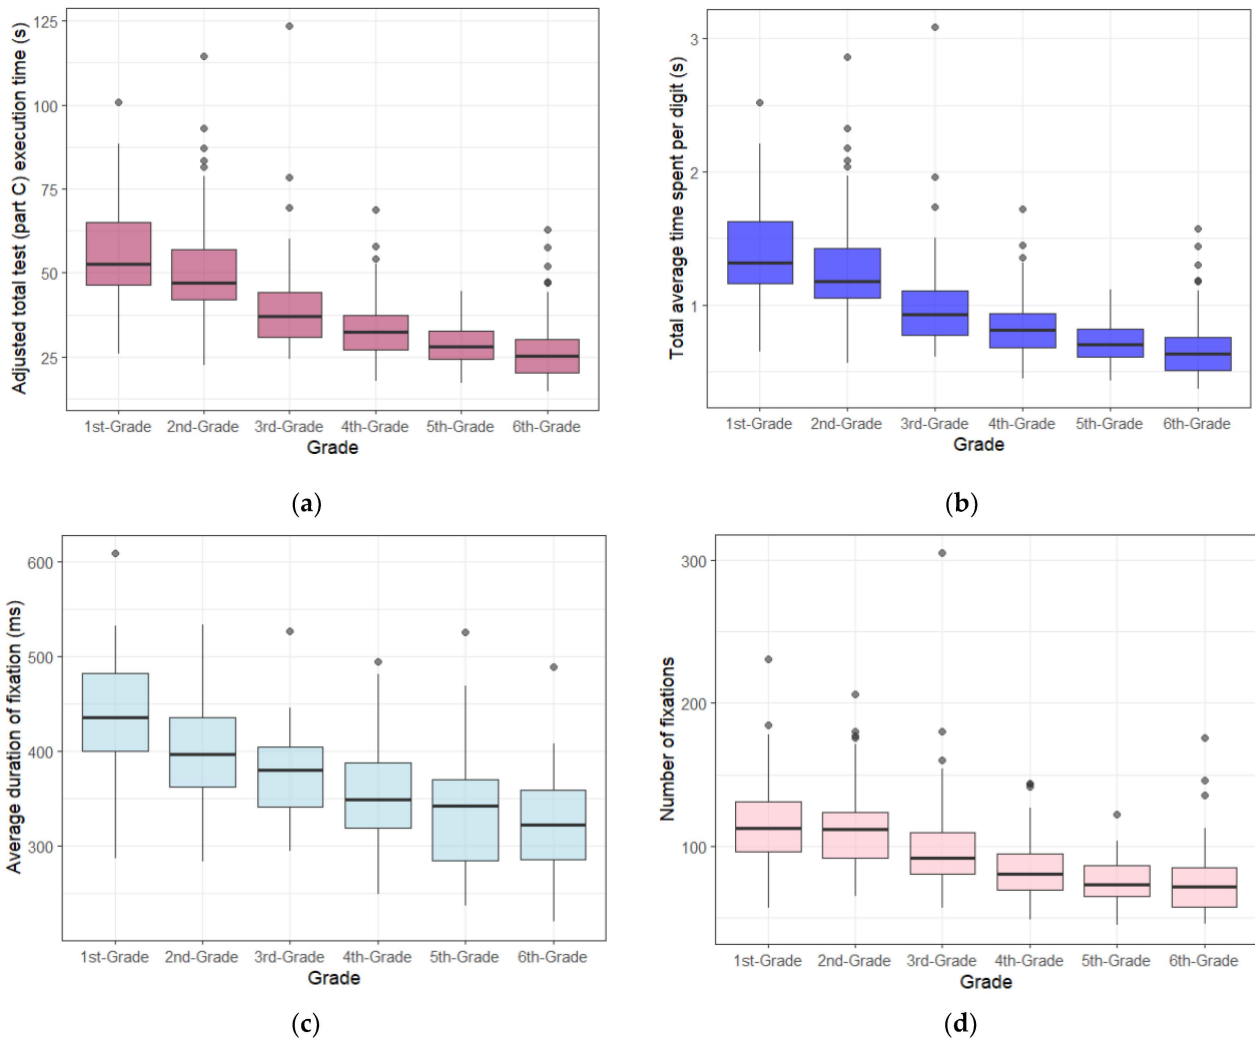 Adjusted total test (part C) execution time (s)
125
100
75
50
25
1st-Grade 2nd-Grade 3rd-Grade 4th-Grade 5th-Grade 6th-Grade
Grade
(a)
Total average time spent per digit (s)
3
2
1
1st-Grade 2nd-Grade 3rd-Grade 4th-Grade 5th-Grade 6th-Grade
Grade
(b)
Average duration of fixation (ms)
600
500
400
300
1st-Grade 2nd-Grade 3rd-Grade 4th-Grade 5th-Grade 6th-Grade
Grade
(c)
Number of fixations
300
200
100
1st-Grade 2nd-Grade 3rd-Grade 4th-Grade 5th-Grade 6th-Grade
Grade
(d)